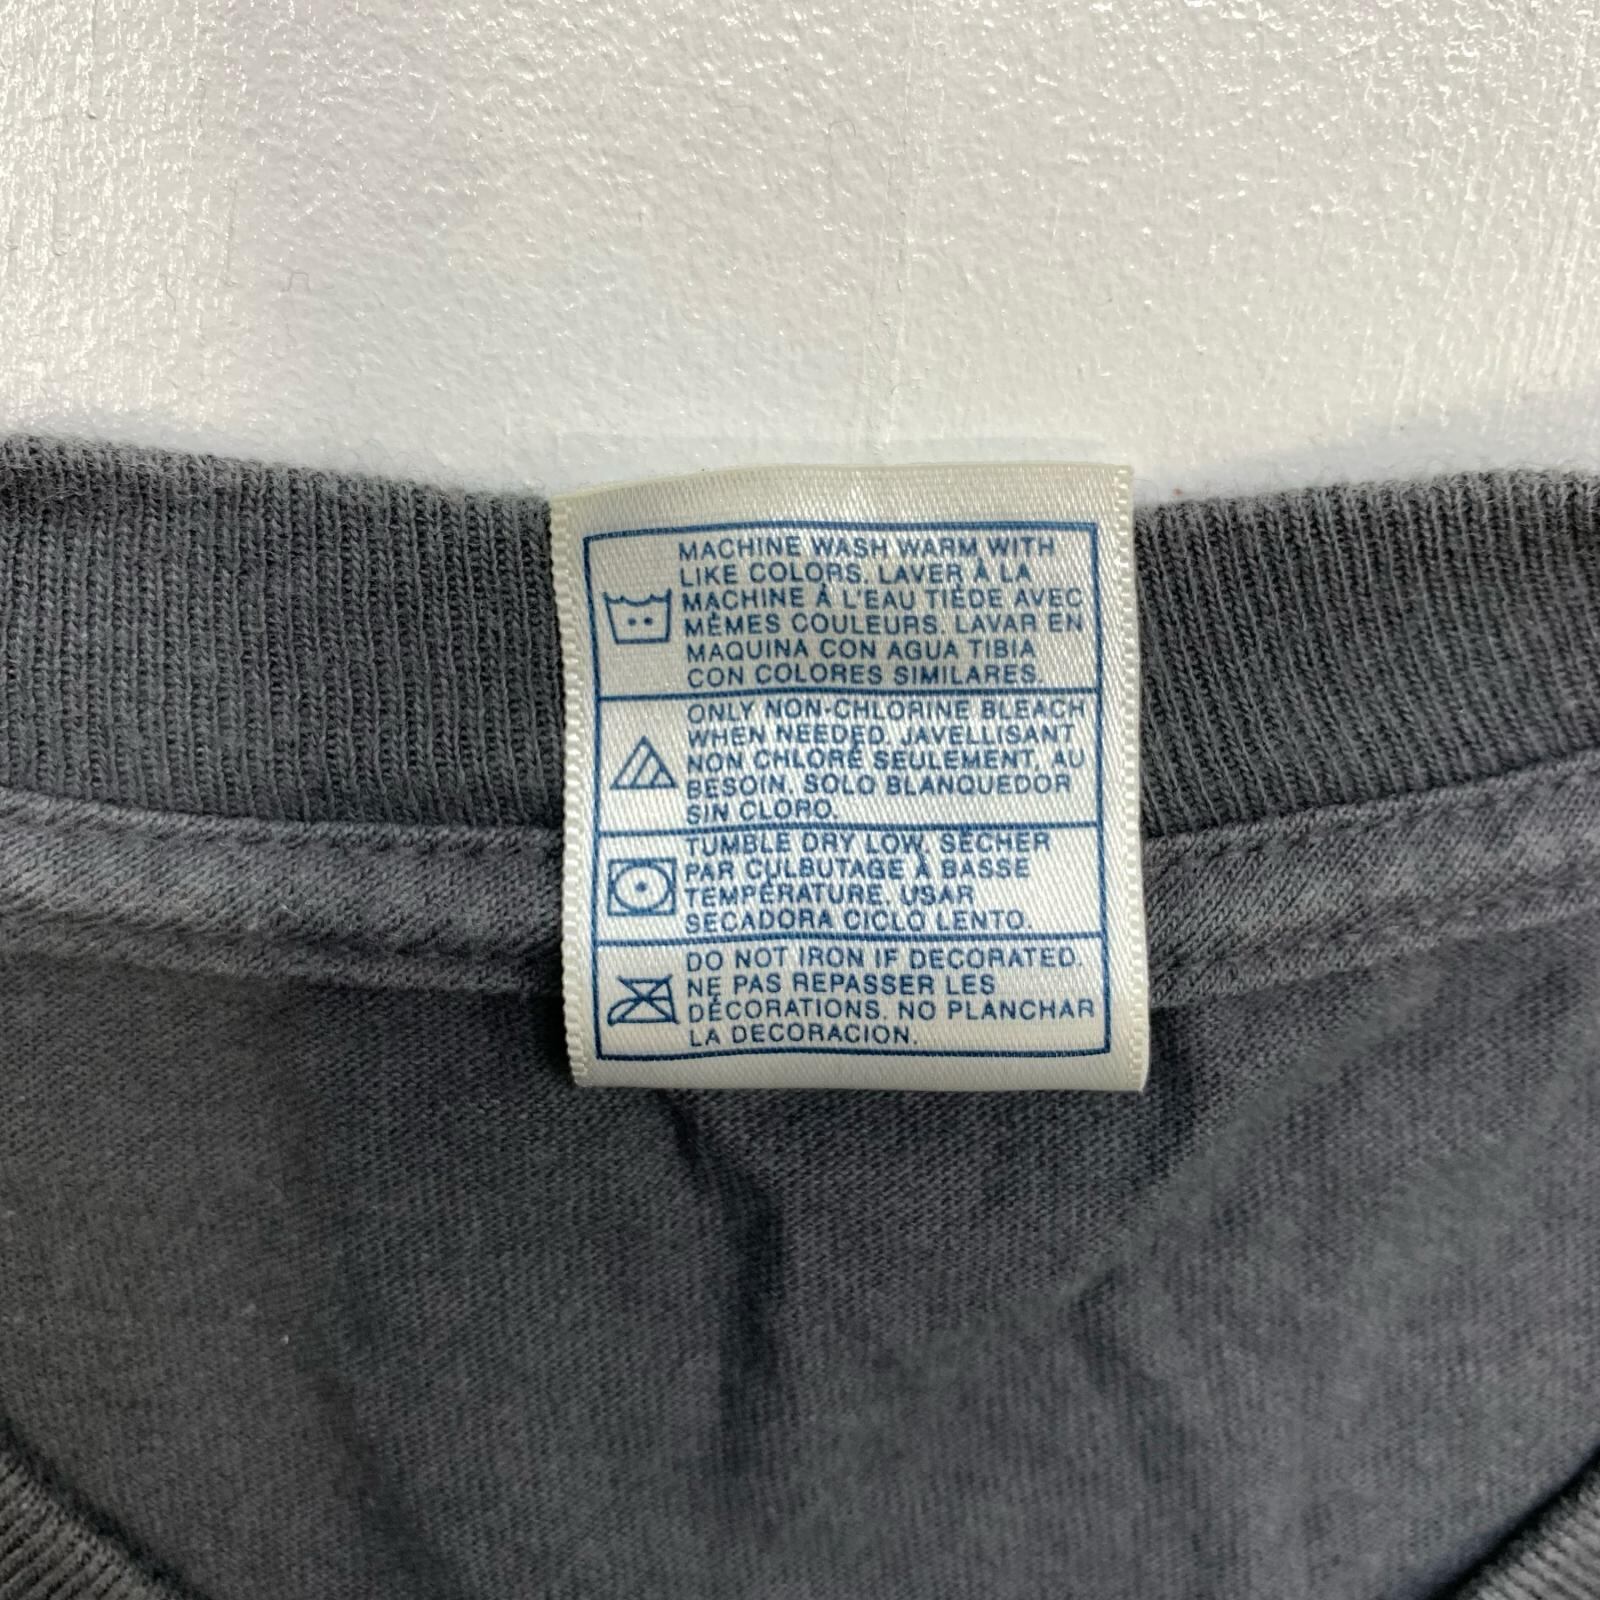 MACHINE WASH WARM WITH
LIKE COLORS. LAVER À LA
MACHINE À L'EAU TIÈDE AVEC
MÊMES COULEURS. LAVAR EN
MAQUINA CON AGUA TIBIA
CON COLORES SIMILARES.
ONLY NON-CHLORINE BLEACH
WHEN NEEDED. JAVELLISANT
NON CHLORÉ SEULEMENT, AU
BESOIN. SOLO BLANQUEDOR
SIN CLORO.
TUMBLE DRY LOW. SÉCHER
PAR CULBUTAGE À BASSE
TEMPÉRATURE. USAR
SECADORA CICLO LENTO.
DO NOT IRON IF DECORATED.
NE PAS REPASSER LES
DÉCORATIONS. NO PLANCHAR
LA DECORACION.